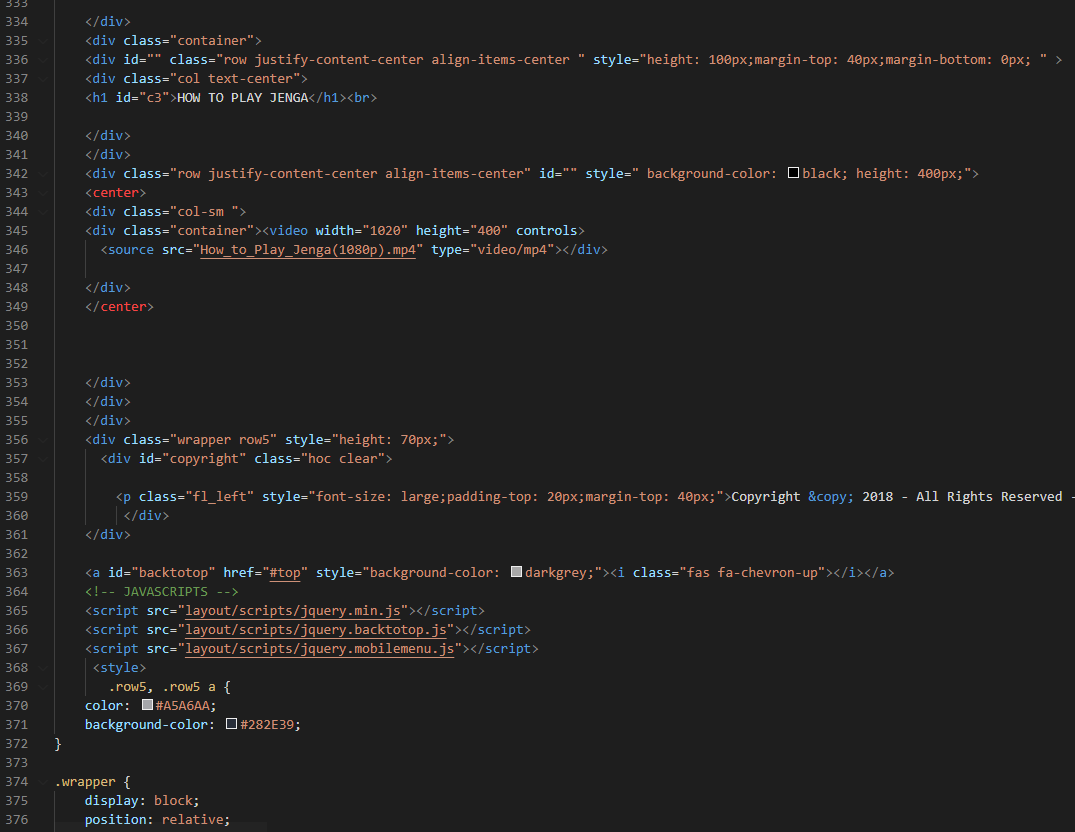 333
334 </div>
335 <div class="container">
336 <div id="" class="row justify-content-center align-items-center " style="height: 100px;margin-top: 40px;margin-bottom: 0px; " >
337 <div class="col text-center">
338 <h1 id="c3">HOW TO PLAY JENGA</h1><br>
339
340 </div>
341 </div>
342 <div class="row justify-content-center align-items-center" id="" style=" background-color: black; height: 400px;">
343 <center>
344 <div class="col-sm ">
345 <div class="container"><video width="1020" height="400" controls>
346 <source src="How_to_Play_Jenga(1080p).mp4" type="video/mp4"></div>
347
348 </div>
349 </center>
350
351
352
353 </div>
354 </div>
355 </div>
356 <div class="wrapper row5" style="height: 70px;">
357 <div id="copyright" class="hoc clear">
358
359 <p class="fl_left" style="font-size: large;padding-top: 20px;margin-top: 40px;">Copyright &copy; 2018 - All Rights Reserved -
360 </div>
361 </div>
362
363 <a id="backtotop" href="#top" style="background-color: darkgrey;"><i class="fas fa-chevron-up"></i></a>
364 <!-- JAVASCRIPTS -->
365 <script src="layout/scripts/jquery.min.js"></script>
366 <script src="layout/scripts/jquery.backtotop.js"></script>
367 <script src="layout/scripts/jquery.mobilemenu.js"></script>
368 <style>
369 .row5, .row5 a {
370 color: #A5A6AA;
371 background-color: #282E39;
372 }
373
374 .wrapper {
375 display: block;
376 position: relative;